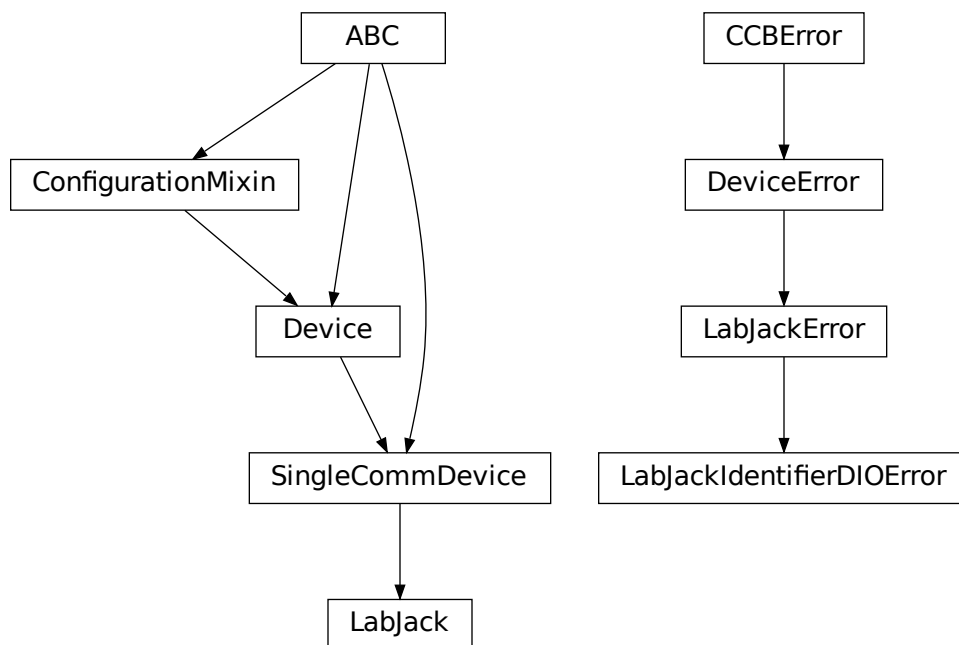 ABC
CCBError
ConfigurationMixin
DeviceError
Device
LabJackError
SingleCommDevice
LabJackIdentifierDIOError
LabJack